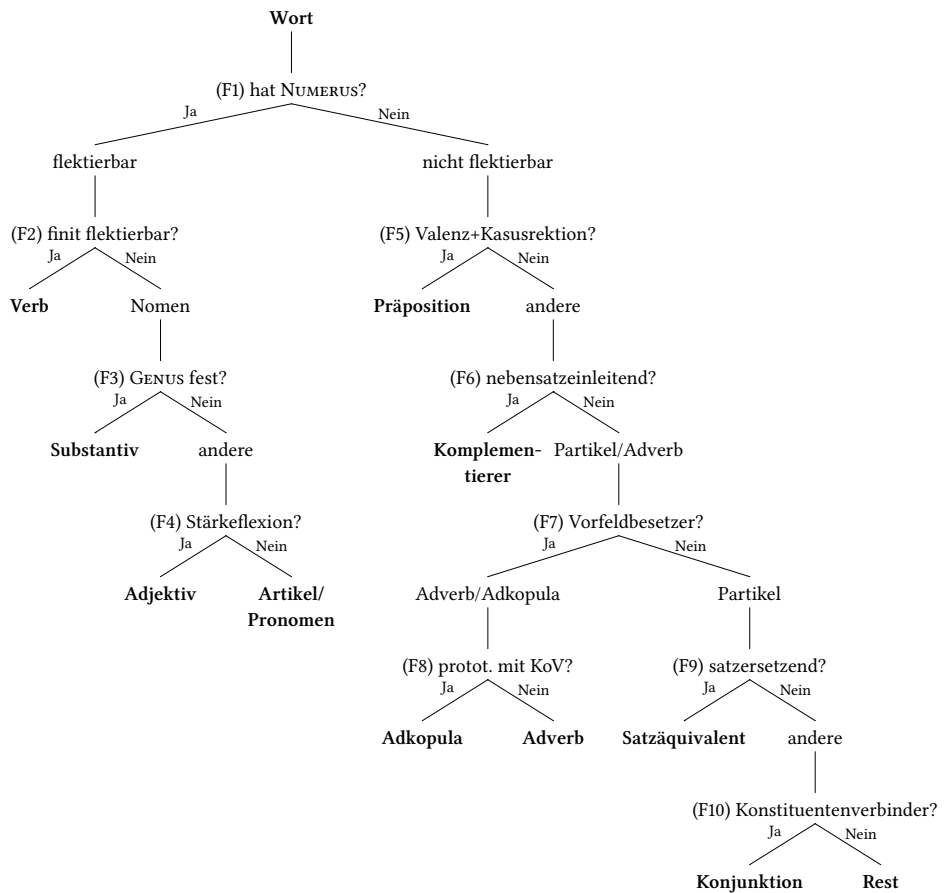 Wort
(F1) hat Numerus?
Ja Nein
flektierbar nicht flektierbar
(F2) finit flektierbar? (F5) Valenz+Kasusrektion?
Ja Nein Ja Nein
Verb Nomen Präposition andere
(F3) Genus fest? (F6) nebensatzeinleitend?
Ja Nein Ja Nein
Substantiv andere Komplemen- Partikel/Adverb
tierer
(F4) Stärkeflexion? (F7) Vorfeldbesetzer?
Ja Nein Ja Nein
Adjektiv Artikel/ Adverb/Adkopula Partikel
Pronomen
(F8) protot. mit KoV? (F9) satzersetzend?
Ja Nein Ja Nein
Adkopula Adverb Satzäquivalent andere
(F10) Konstituentenverbinder?
Ja Nein
Konjunktion Rest